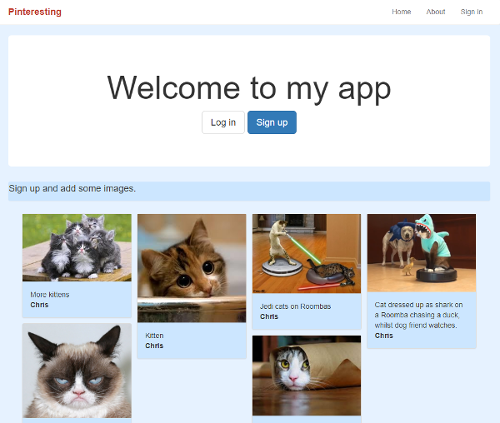 Pinteresting
Home About Sign in
Welcome to my app
Log in Sign up
Sign up and add some images.
More kittens
Chris
Kitten
Chris
Jedi cats on Roombas
Chris
Cat dressed up as shark on
a Roomba chasing a duck,
whilst dog friend watches.
Chris